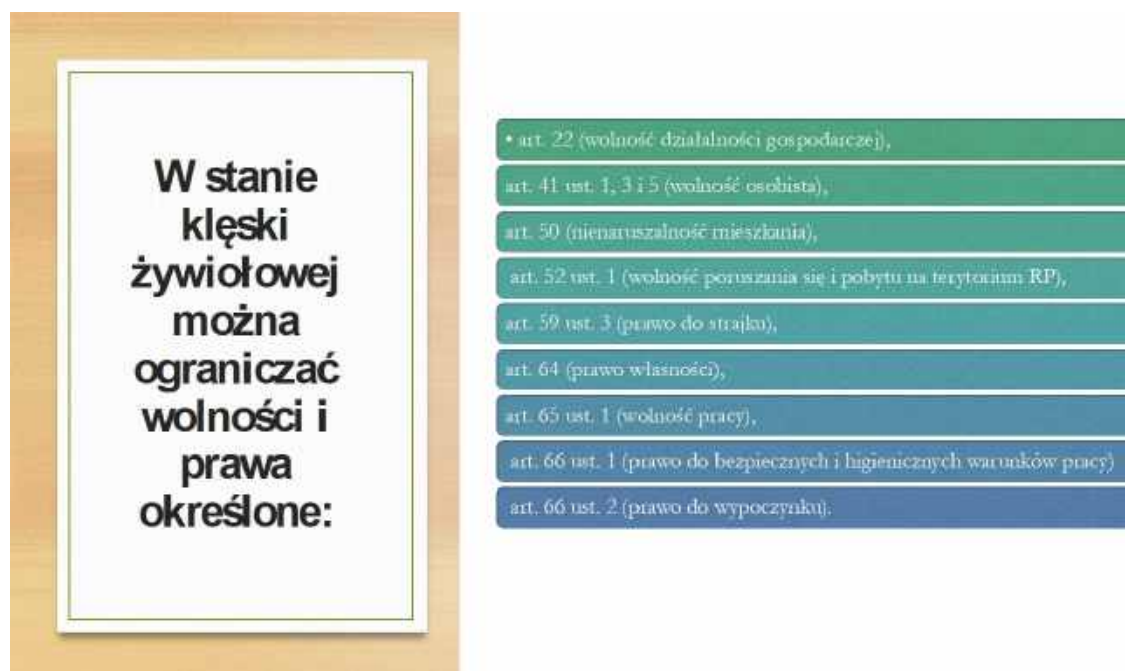 W stanie
klęski
żywiołowej
można
ograniczać
wolności i
prawa
określone:
• art. 22 (wolność działalności gospodarczej),
art. 41 ust. 1, 3 i 5 (wolność osobista),
art. 50 (nienaruszalność mieszkania),
art. 52 ust. 1 (wolność poruszania się i pobytu na terytorium RP),
art. 59 ust. 3 (prawo do strajku),
art. 64 (prawo własności),
art. 65 ust. 1 (wolność pracy),
art. 66 ust. 1 (prawo do bezpiecznych i higienicznych warunków pracy)
art. 66 ust. 2 (prawo do wypoczynku).